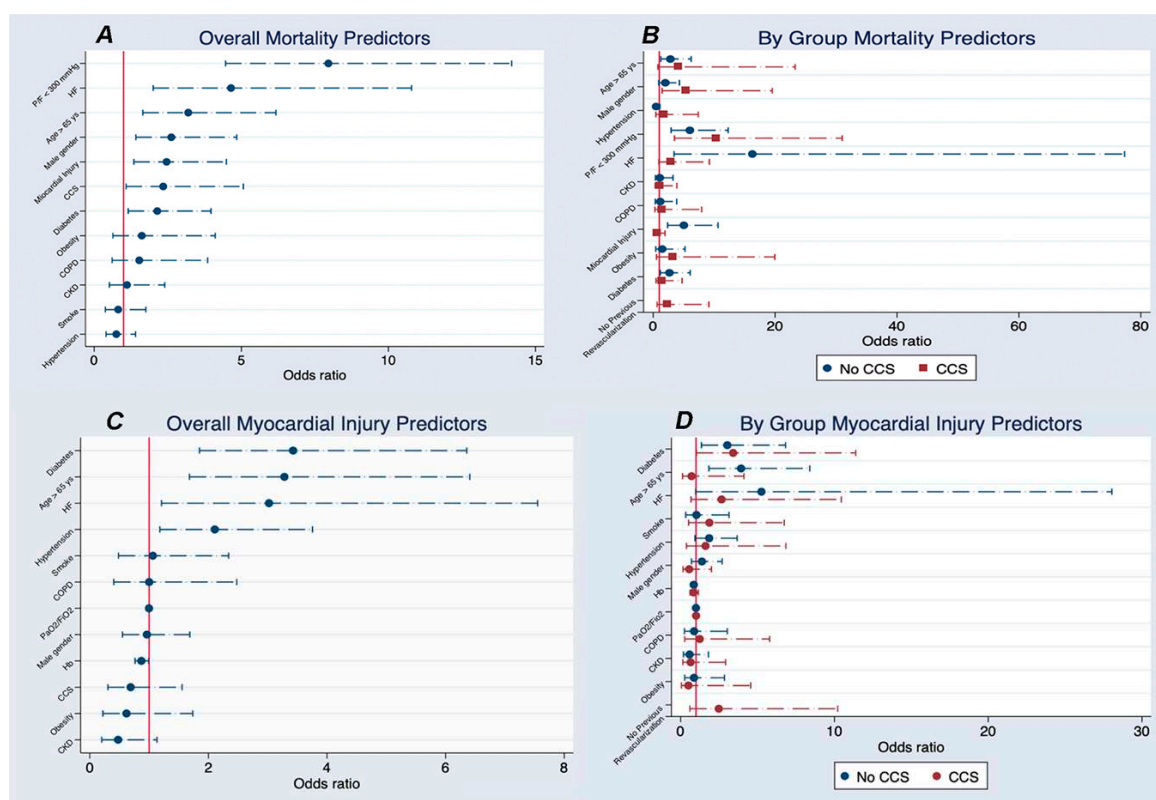 A Overall Mortality Predictors
P/F < 300 mmHg
HF
Age > 65 ys
Male gender
Miocardial Injury
CCS
Diabetes
Obesity
COPD
CKD
Smoke
Hypertension
0 5 10 15
Odds ratio
B By Group Mortality Predictors
Age > 65 ys
Male gender
Hypertension
P/F < 300 mmHg
HF
CKD
COPD
Miocardial Injury
Obesity
Diabetes
No Previous
Revascularization
0 20 40 60 80
Odds ratio
No CCS CCS
C Overall Myocardial Injury Predictors
Diabetes
Age > 65 ys
HF
Hypertension
Smoke
COPD
PaO2/FiO2
Male gender
Hb
CCS
Obesity
CKD
0 2 4 6 8
Odds ratio
D By Group Myocardial Injury Predictors
Diabetes
Age > 65 ys
HF
Smoke
Hypertension
Male gender
Hb
PaO2/Fio2
COPD
CKD
Obesity
No Previous
Revascularization
0 10 20 30
Odds ratio
No CCS CCS